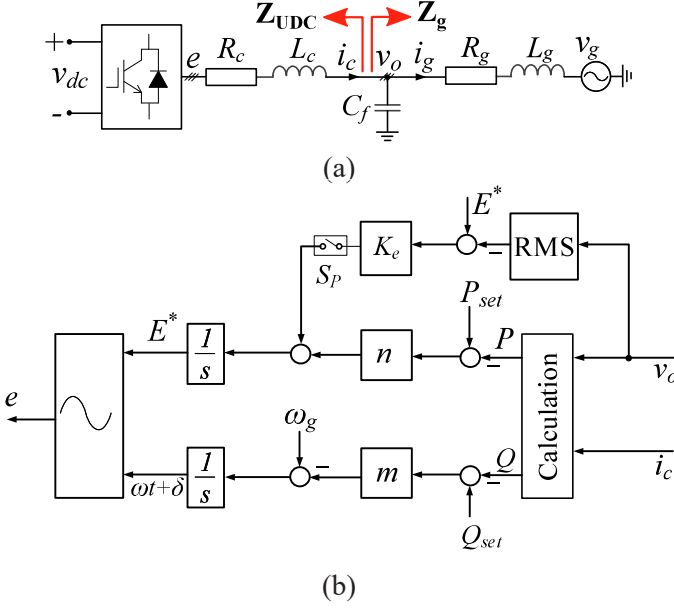 Z_UDC Z_g
+ v_dc - e R_c L_c i_c v_o i_g R_g L_g v_g
C_f
(a)
E^*
S_P K_e − RMS
P_set
E^* 1/s n P − v_o
Calculation
e ω_g
ωt+δ 1/s − m Q − i_c
Q_set
(b)